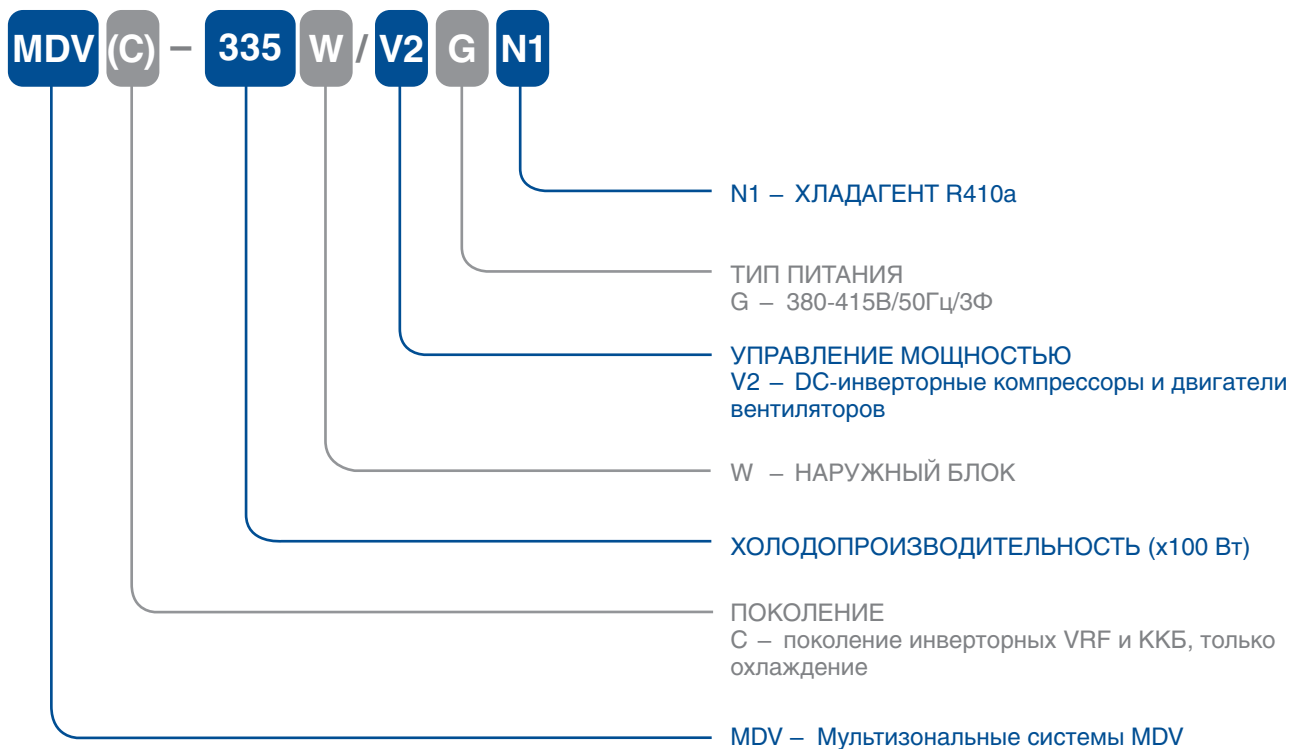 MDV (C) – 335 W / V2 G N1
N1 – ХЛАДАГЕНТ R410a
ТИП ПИТАНИЯ
G – 380-415В/50Гц/3Ф
УПРАВЛЕНИЕ МОЩНОСТЬЮ
V2 – DC-инверторные компрессоры и двигатели
вентиляторов
W – НАРУЖНЫЙ БЛОК
ХОЛОДОПРОИЗВОДИТЕЛЬНОСТЬ (х100 Вт)
ПОКОЛЕНИЕ
С – поколение инверторных VRF и ККБ, только
охлаждение
MDV – Мультизональные системы MDV